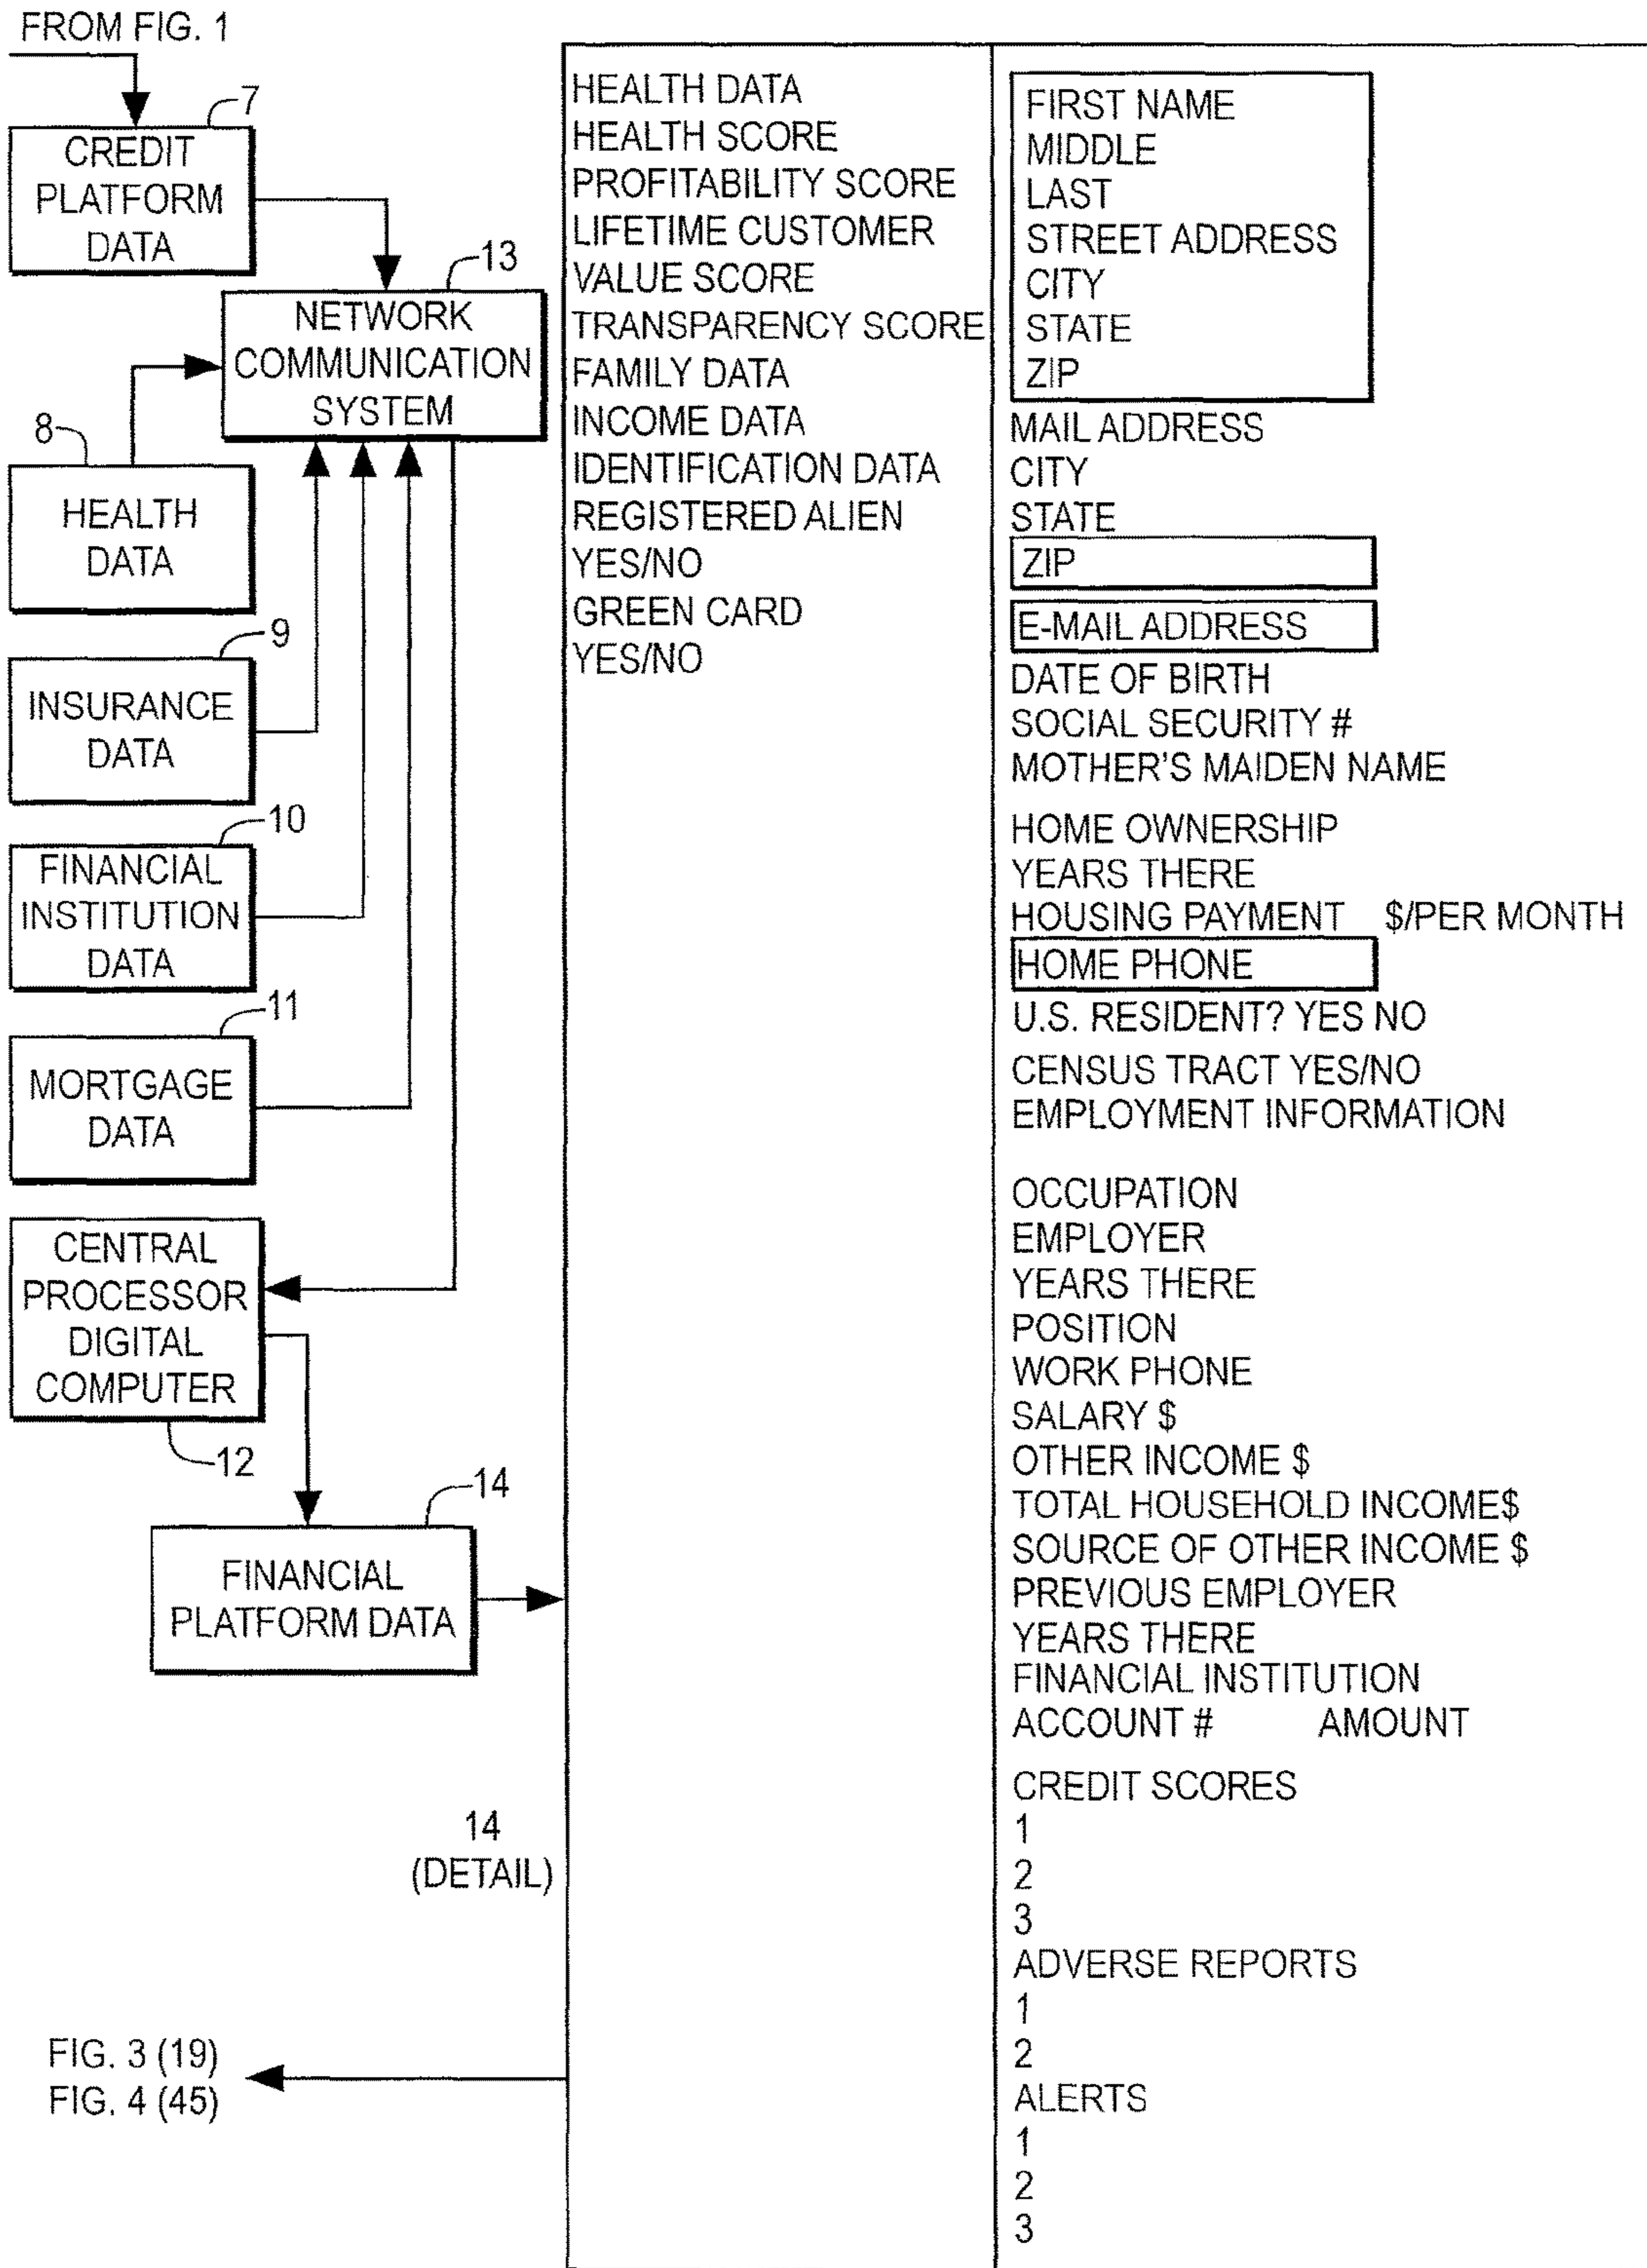 FROM FIG. 1
7
CREDIT
PLATFORM
DATA
13
NETWORK
COMMUNICATION
SYSTEM
8
HEALTH
DATA
9
INSURANCE
DATA
10
FINANCIAL
INSTITUTION
DATA
11
MORTGAGE
DATA
CENTRAL
PROCESSOR
DIGITAL
COMPUTER
12
14
FINANCIAL
PLATFORM DATA
14
(DETAIL)
FIG. 3 (19)
FIG. 4 (45)
HEALTH DATA
HEALTH SCORE
PROFITABILITY SCORE
LIFETIME CUSTOMER
VALUE SCORE
TRANSPARENCY SCORE
FAMILY DATA
INCOME DATA
IDENTIFICATION DATA
REGISTERED ALIEN
YES/NO
GREEN CARD
YES/NO
FIRST NAME
MIDDLE
LAST
STREET ADDRESS
CITY
STATE
ZIP
MAIL ADDRESS
CITY
STATE
ZIP
E-MAIL ADDRESS
DATE OF BIRTH
SOCIAL SECURITY #
MOTHER'S MAIDEN NAME
HOME OWNERSHIP
YEARS THERE
HOUSING PAYMENT $/PER MONTH
HOME PHONE
U.S. RESIDENT? YES NO
CENSUS TRACT YES/NO
EMPLOYMENT INFORMATION
OCCUPATION
EMPLOYER
YEARS THERE
POSITION
WORK PHONE
SALARY $
OTHER INCOME $
TOTAL HOUSEHOLD INCOME$
SOURCE OF OTHER INCOME $
PREVIOUS EMPLOYER
YEARS THERE
FINANCIAL INSTITUTION
ACCOUNT # AMOUNT
CREDIT SCORES
1
2
3
ADVERSE REPORTS
1
2
ALERTS
1
2
3